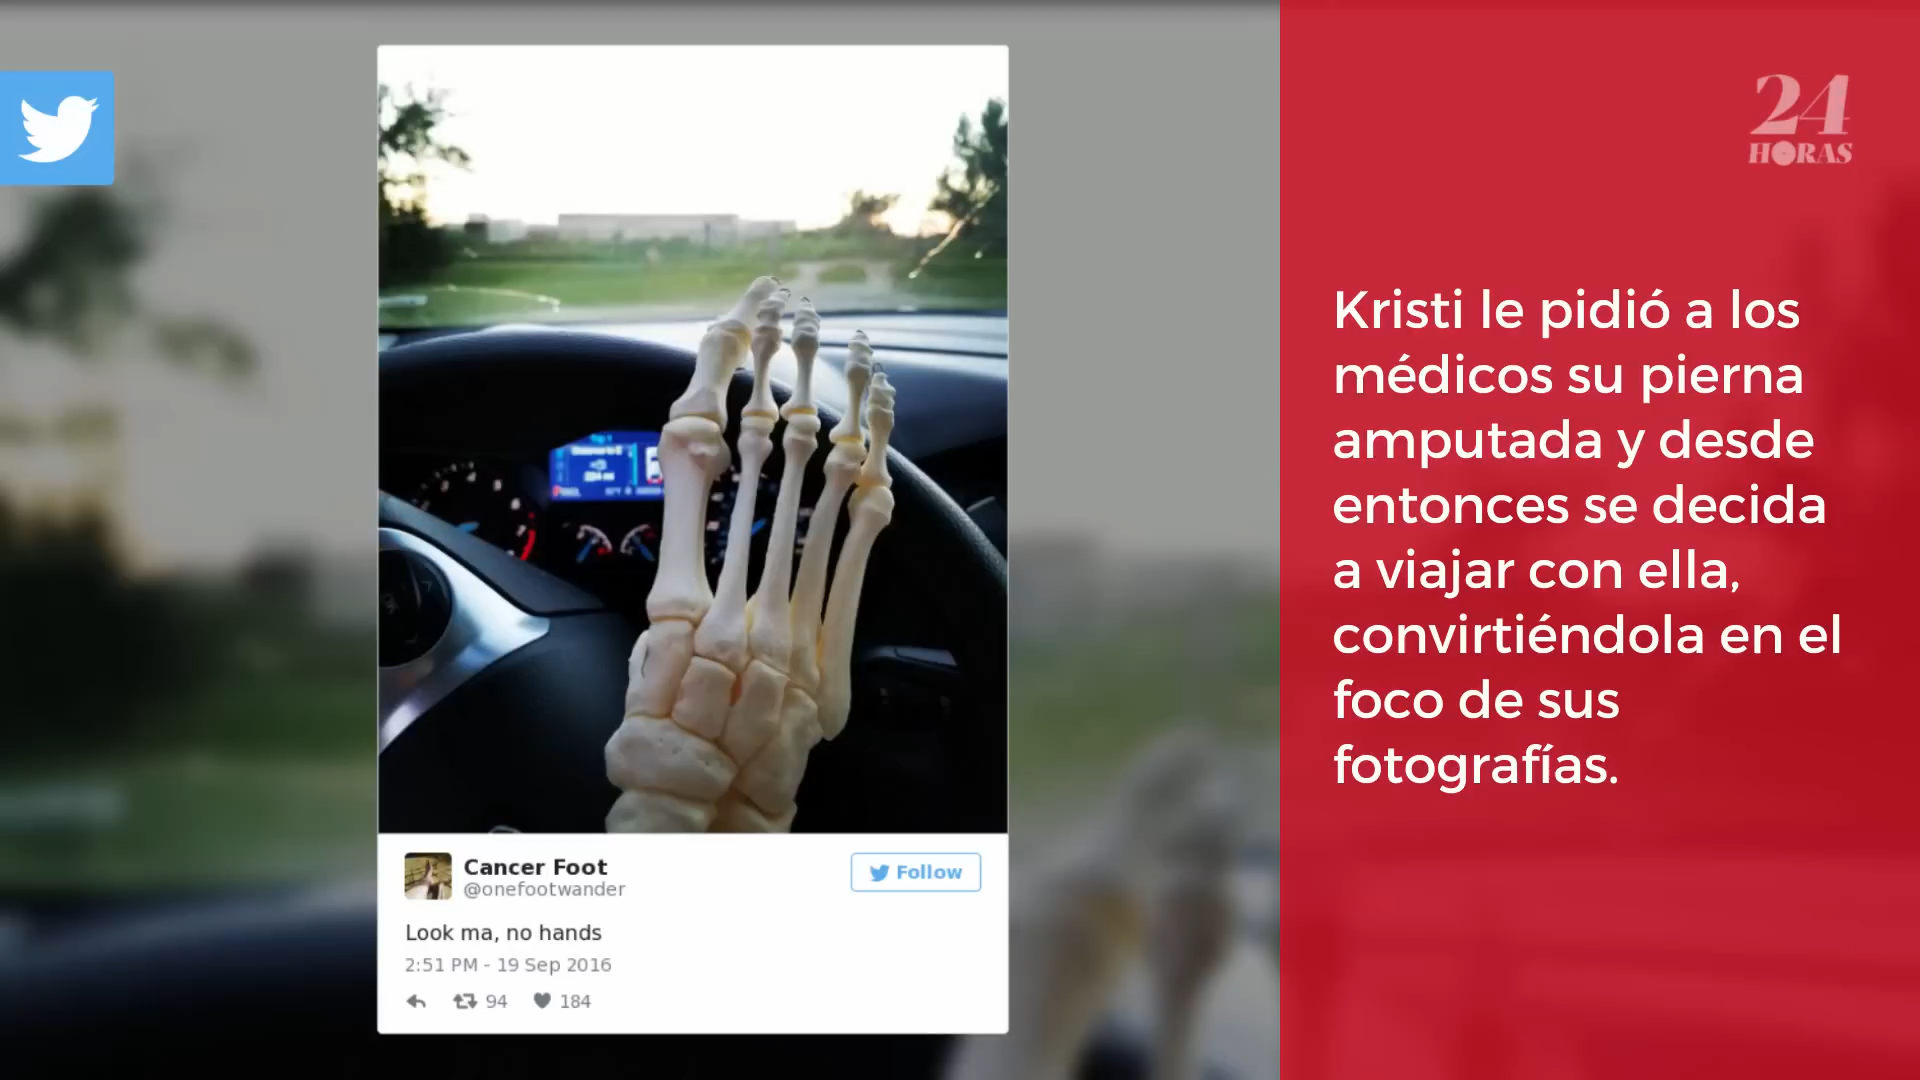 24
HORAS
Kristi le pidió a los
médicos su pierna
amputada y desde
entonces se decida
a viajar con ella,
convirtiéndola en el
foco de sus
fotografías.
Cancer Foot
@onefootwander
Follow
Look ma, no hands
2:51 PM - 19 Sep 2016
94 184